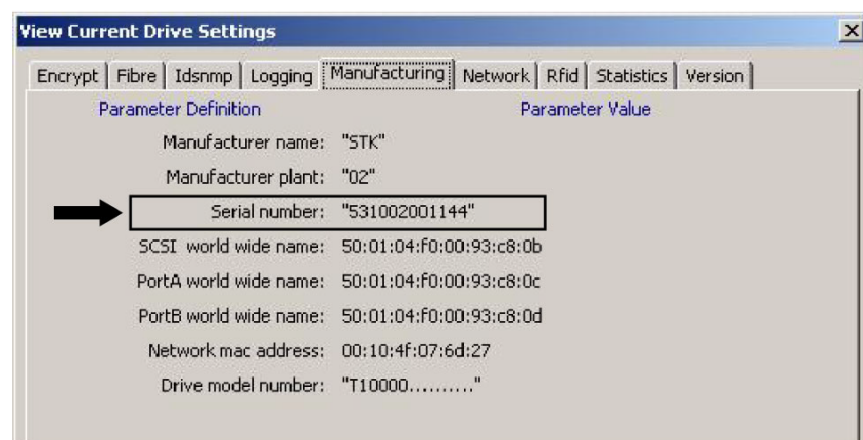 View Current Drive Settings
Encrypt Fibre Idsnmp Logging Manufacturing Network Rfid Statistics Version
Parameter Definition Parameter Value
Manufacturer name: "STK"
Manufacturer plant: "02"
Serial number: "531002001144"
SCSI world wide name: 50:01:04:f0:00:93:c8:0b
PortA world wide name: 50:01:04:f0:00:93:c8:0c
PortB world wide name: 50:01:04:f0:00:93:c8:0d
Network mac address: 00:10:4f:07:6d:27
Drive model number: "T10000.........."